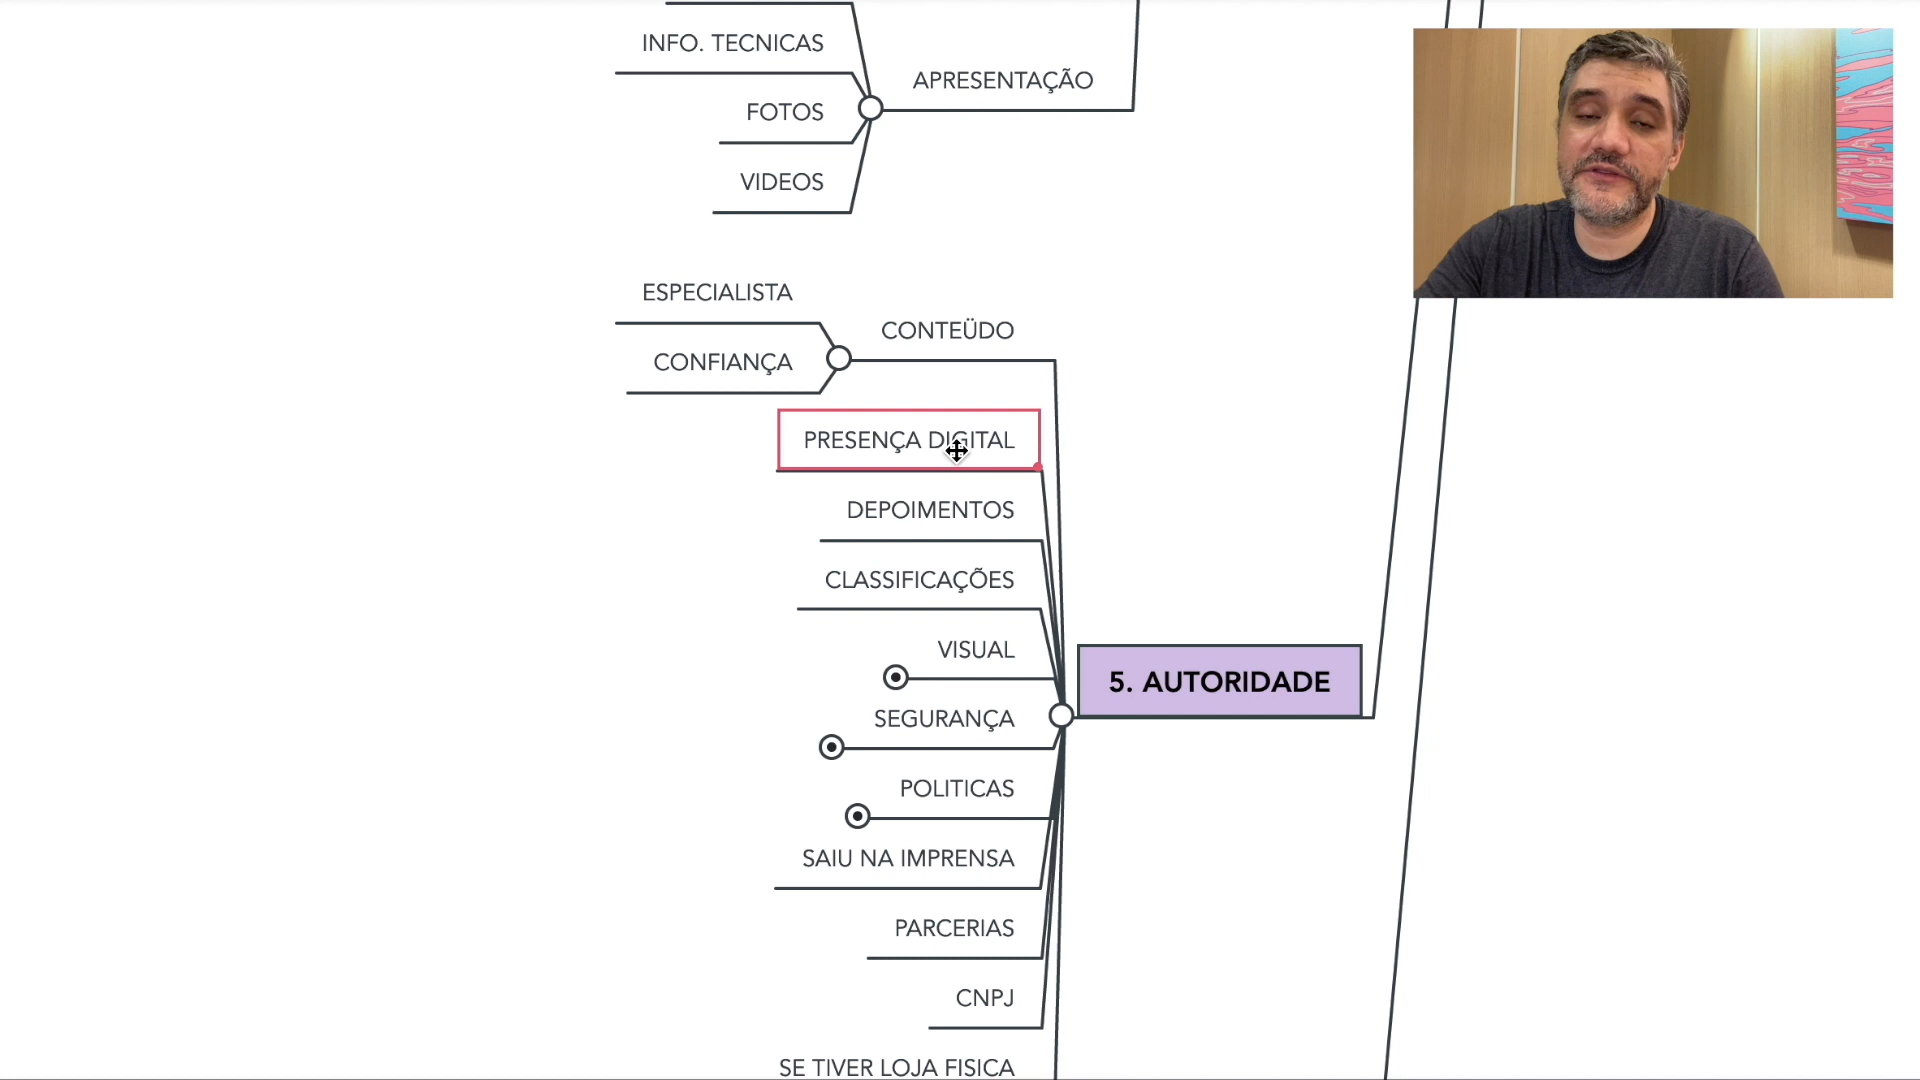 INFO. TECNICAS
APRESENTAÇÃO
FOTOS
VIDEOS
ESPECIALISTA
CONTEÜDO
CONFIANÇA
PRESENÇA DIGITAL
DEPOIMENTOS
CLASSIFICAÇÕES
VISUAL
5. AUTORIDADE
SEGURANÇA
POLITICAS
SAIU NA IMPRENSA
PARCERIAS
CNPJ
SE TIVER LOJA FISICA